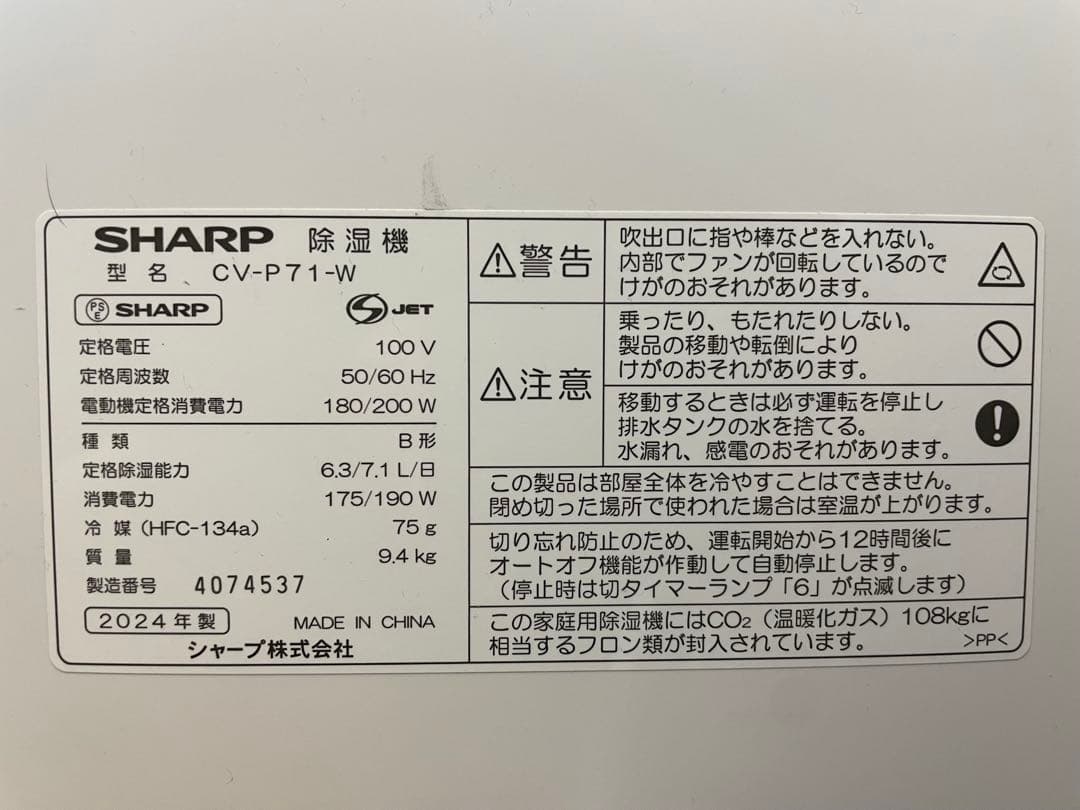 SHARP 除湿機
型名 CV-P71-W
PS E SHARP
S JET
定格電圧 100 V
定格周波数 50/60 Hz
電動機定格消費電力 180/200 W
種類 B 形
定格除湿能力 6.3/7.1 L/日
消費電力 175/190 W
冷媒(HFC-134a) 75 g
質量 9.4 kg
製造番号 4074537
2024年製 MADE IN CHINA
シャープ株式会社
警告
吹出口に指や棒などを入れない。
内部でファンが回転しているので
けがのおそれがあります。
注意
乗ったり、もたれたりしない。
製品の移動や転倒により
けがのおそれがあります。
移動するときは必ず運転を停止し
排水タンクの水を捨てる。
水漏れ、感電のおそれがあります。
この製品は部屋全体を冷やすことはできません。
閉め切った場所で使われた場合は室温が上がります。
切り忘れ防止のため、運転開始から12時間後に
オートオフ機能が作動して自動停止します。
(停止時は切タイマーランプ「6」が点滅します)
この家庭用除湿機にはCO₂(温暖化ガス)108kgに
相当するフロン類が封入されています。
>PP<